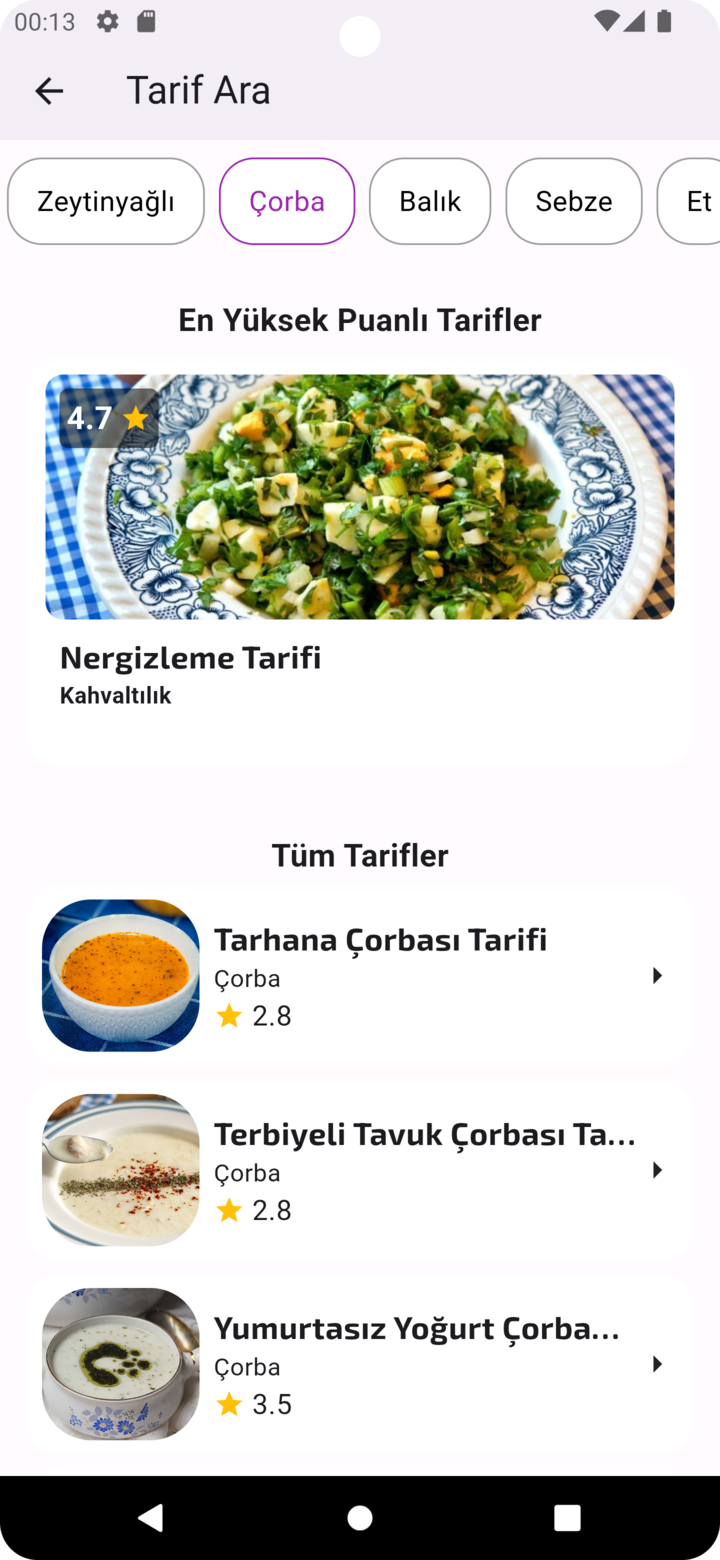 00:13
Tarif Ara
Zeytinyağlı
Çorba
Balık
Sebze
Et
En Yüksek Puanlı Tarifler
4.7
Nergizleme Tarifi
Kahvaltılık
Tüm Tarifler
Tarhana Çorbası Tarifi
Çorba
2.8
Terbiyeli Tavuk Çorbası Ta...
Çorba
2.8
Yumurtasız Yoğurt Çorba...
Çorba
3.5